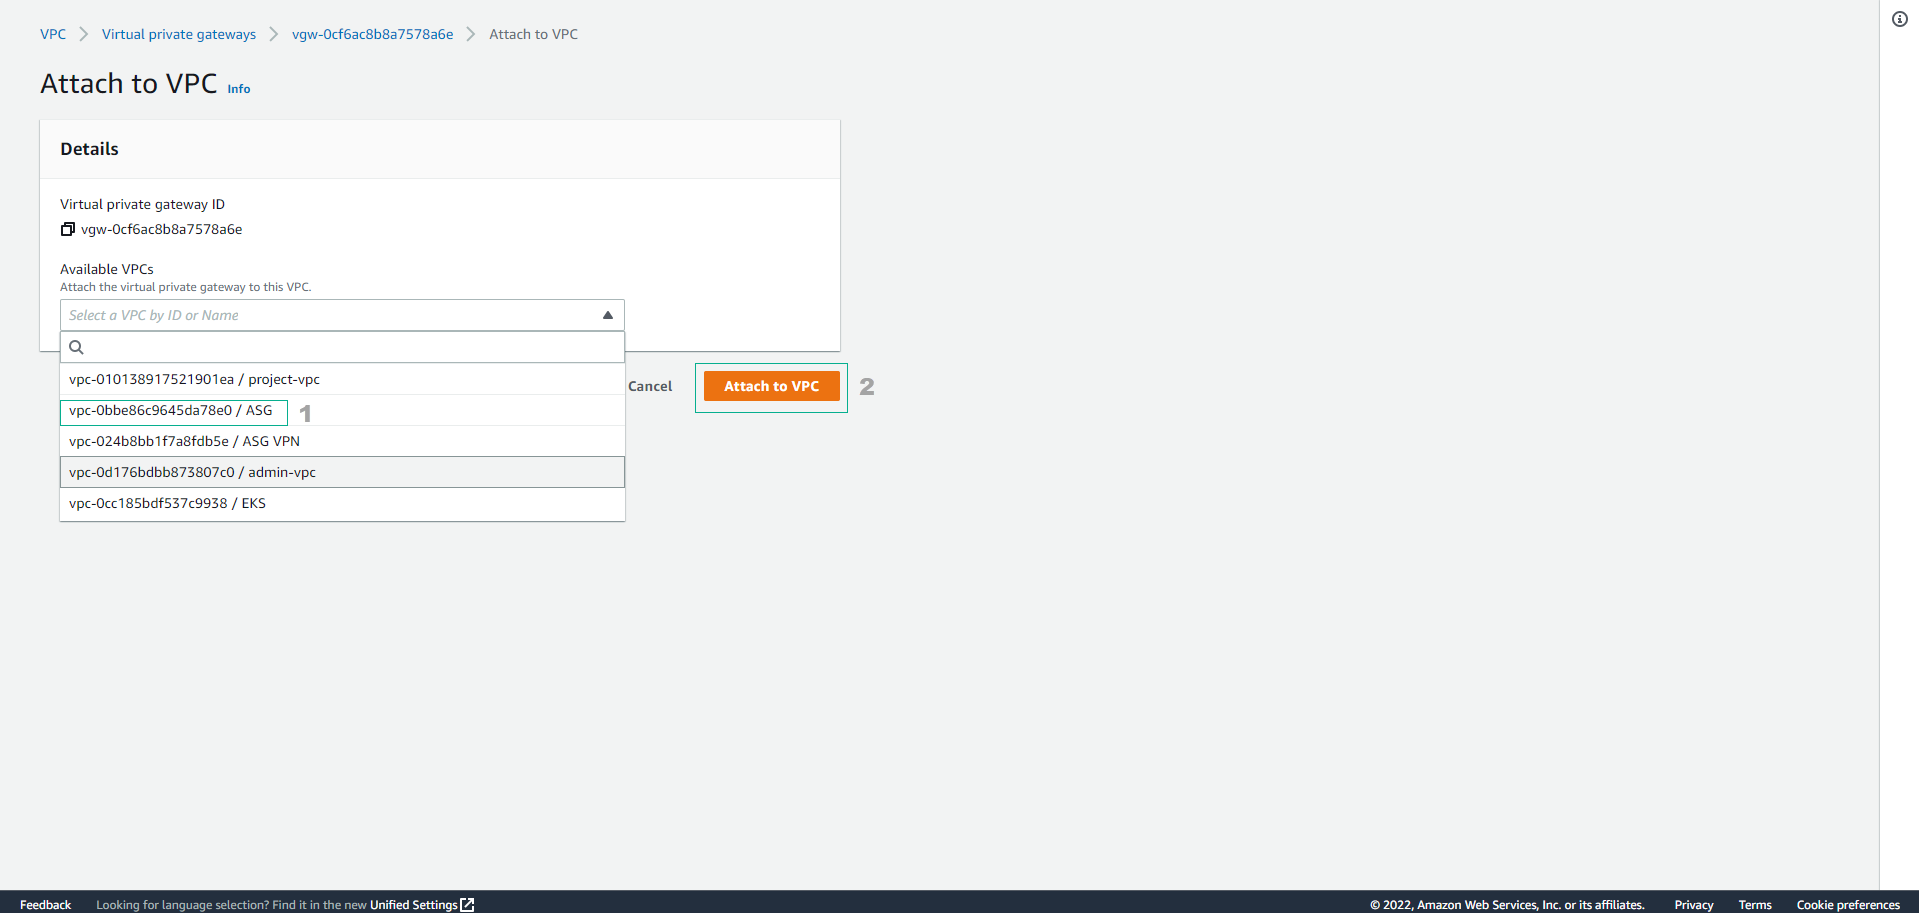 VPC > Virtual private gateways > vgw-0cf6ac8b8a7578a6e > Attach to VPC
Attach to VPC Info
Details
Virtual private gateway ID
vgw-0cf6ac8b8a7578a6e
Available VPCs
Attach the virtual private gateway to this VPC.
Select a VPC by ID or Name
vpc-010138917521901ea / project-vpc
Cancel Attach to VPC 2
vpc-0bbe86c9645da78e0 / ASG 1
vpc-024b8bb1f7a8fdb5e / ASG VPN
vpc-0d176bdbb873807c0 / admin-vpc
vpc-0cc185bdf537c9938 / EKS
Feedback Looking for language selection? Find it in the new Unified Settings © 2022, Amazon Web Services, Inc. or its affiliates. Privacy Terms Cookie preferences